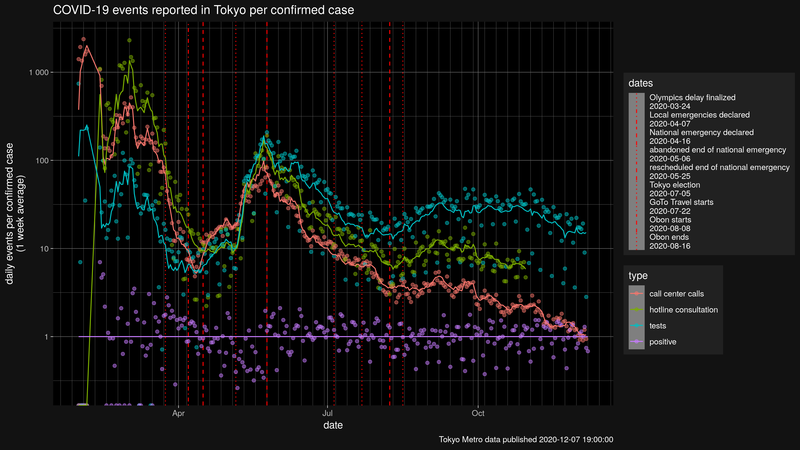 COVID-19 events reported in Tokyo per confirmed case
daily events per confirmed case
(1 week average)
1 000
100
10
1
Apr
Jul
Oct
date
dates
Olympics delay finalized
2020-03-24
Local emergencies declared
2020-04-07
National emergency declared
2020-04-16
abandoned end of national emergency
2020-05-06
rescheduled end of national emergency
2020-05-25
Tokyo election
2020-07-05
GoTo Travel starts
2020-07-22
Obon starts
2020-08-08
Obon ends
2020-08-16
type
call center calls
hotline consultation
tests
positive
Tokyo Metro data published 2020-12-07 19:00:00